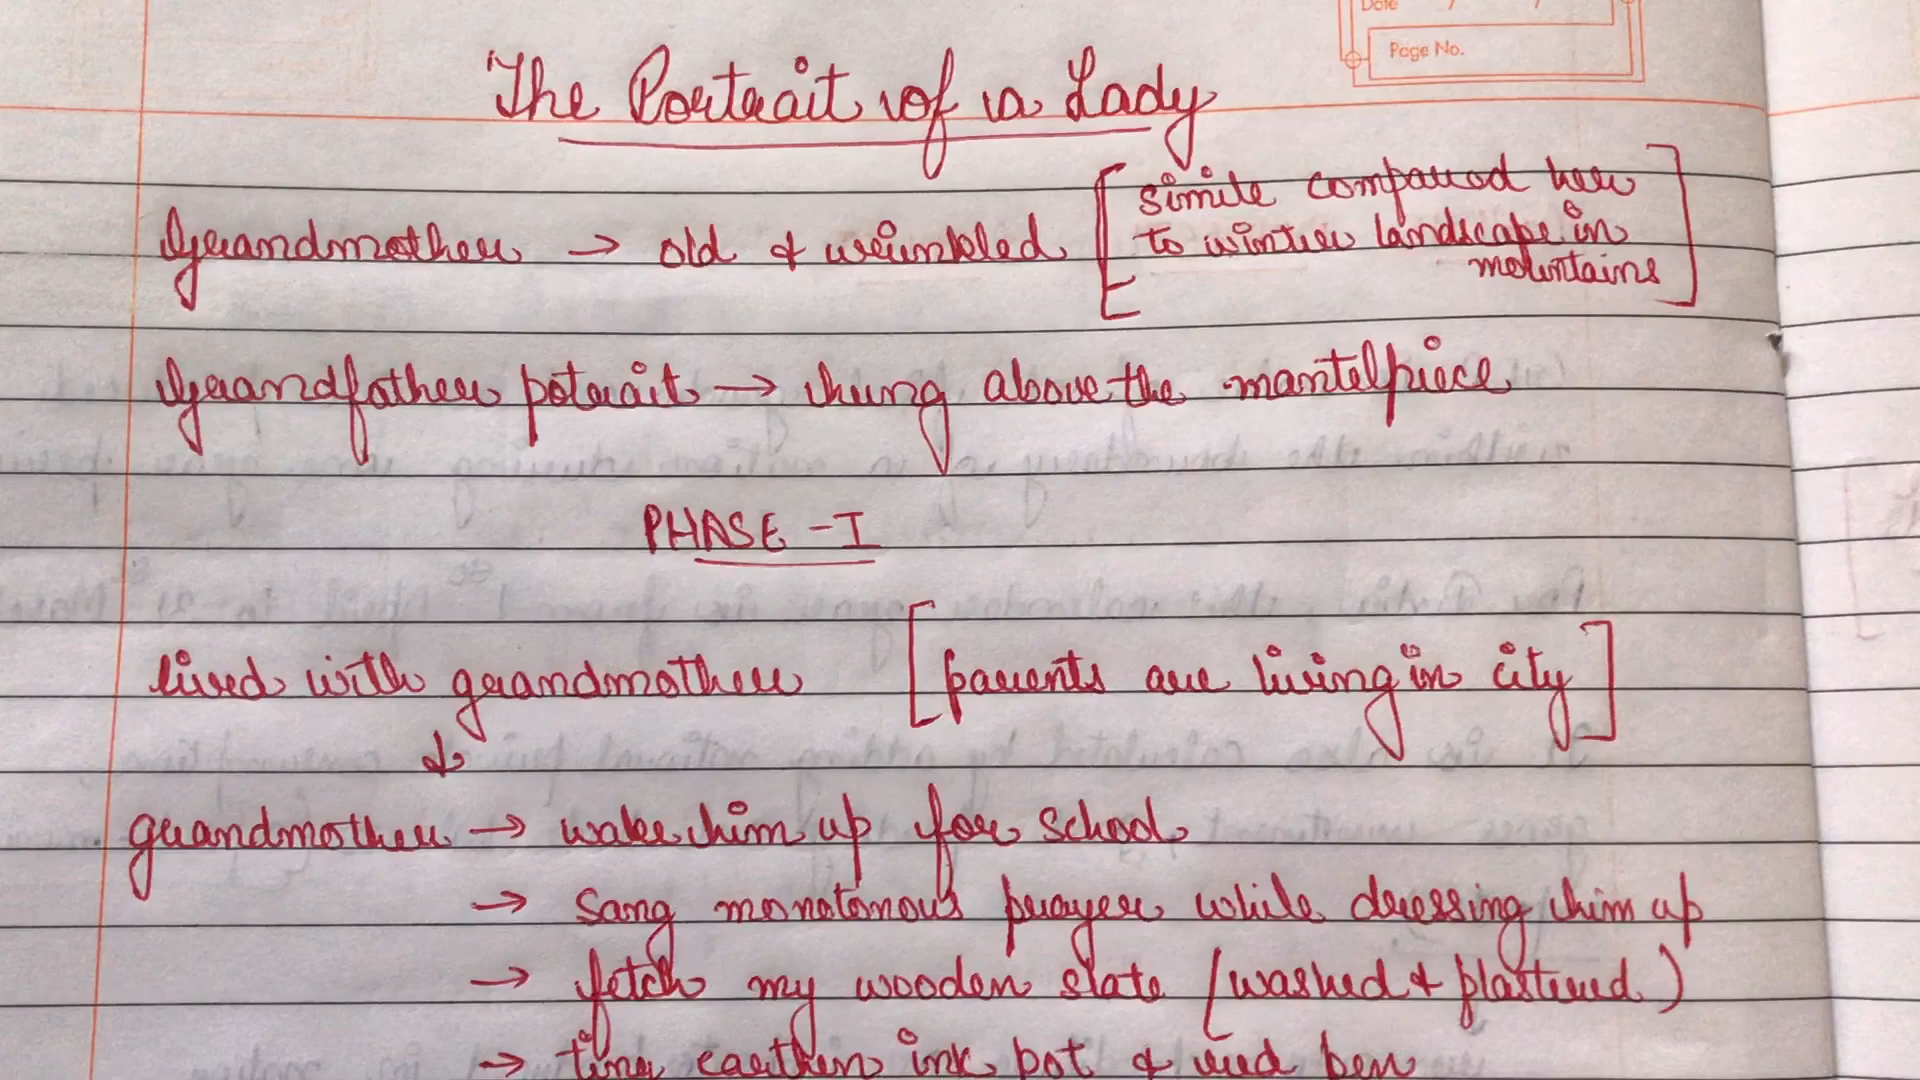 Date / /
Page No.
The Portrait of a Lady
Grandmother → old & wrinkled [simile compared her
to winter landscape in
mountains]
Grandfather potrait → hung above the mantelpiece
PHASE - I
lived with grandmother [parents are living in city]
&
grandmother → wake him up for school
→ Sang monotonous prayer while dressing him up
→ fetch my wooden slate (washed & plastered)
→ tiny earthen ink pot & red pen